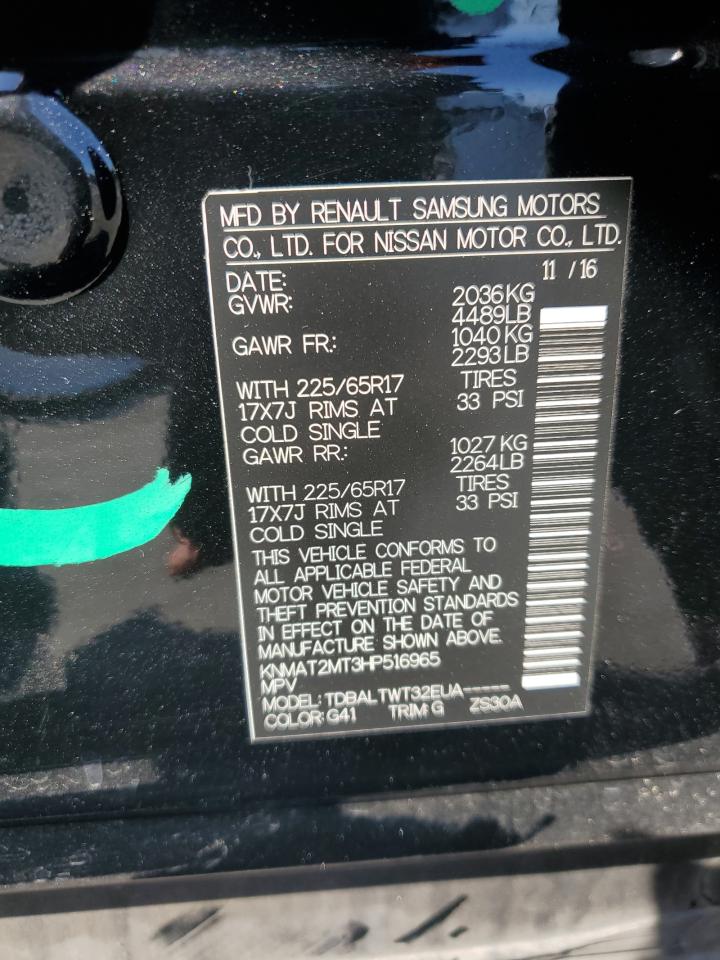 MFD BY RENAULT SAMSUNG MOTORS
CO., LTD. FOR NISSAN MOTOR CO., LTD.
DATE: 11 / 16
GVWR: 2036KG
4489LB
GAWR FR.: 1040 KG
2293LB
WITH 225/65R17 TIRES
17X7J RIMS AT 33 PSI
COLD SINGLE
GAWR RR.: 1027KG
2264LB
WITH 225/65R17 TIRES
17X7J RIMS AT 33 PSI
COLD SINGLE
THIS VEHICLE CONFORMS TO
ALL APPLICABLE FEDERAL
MOTOR VEHICLE SAFETY AND
THEFT PREVENTION STANDARDS
IN EFFECT ON THE DATE OF
MANUFACTURE SHOWN ABOVE.
KNMAT2MT3HP516965
MPV
MODEL: TDBALTWT32EUA-----
COLOR: G41 TRIM: G ZS30A